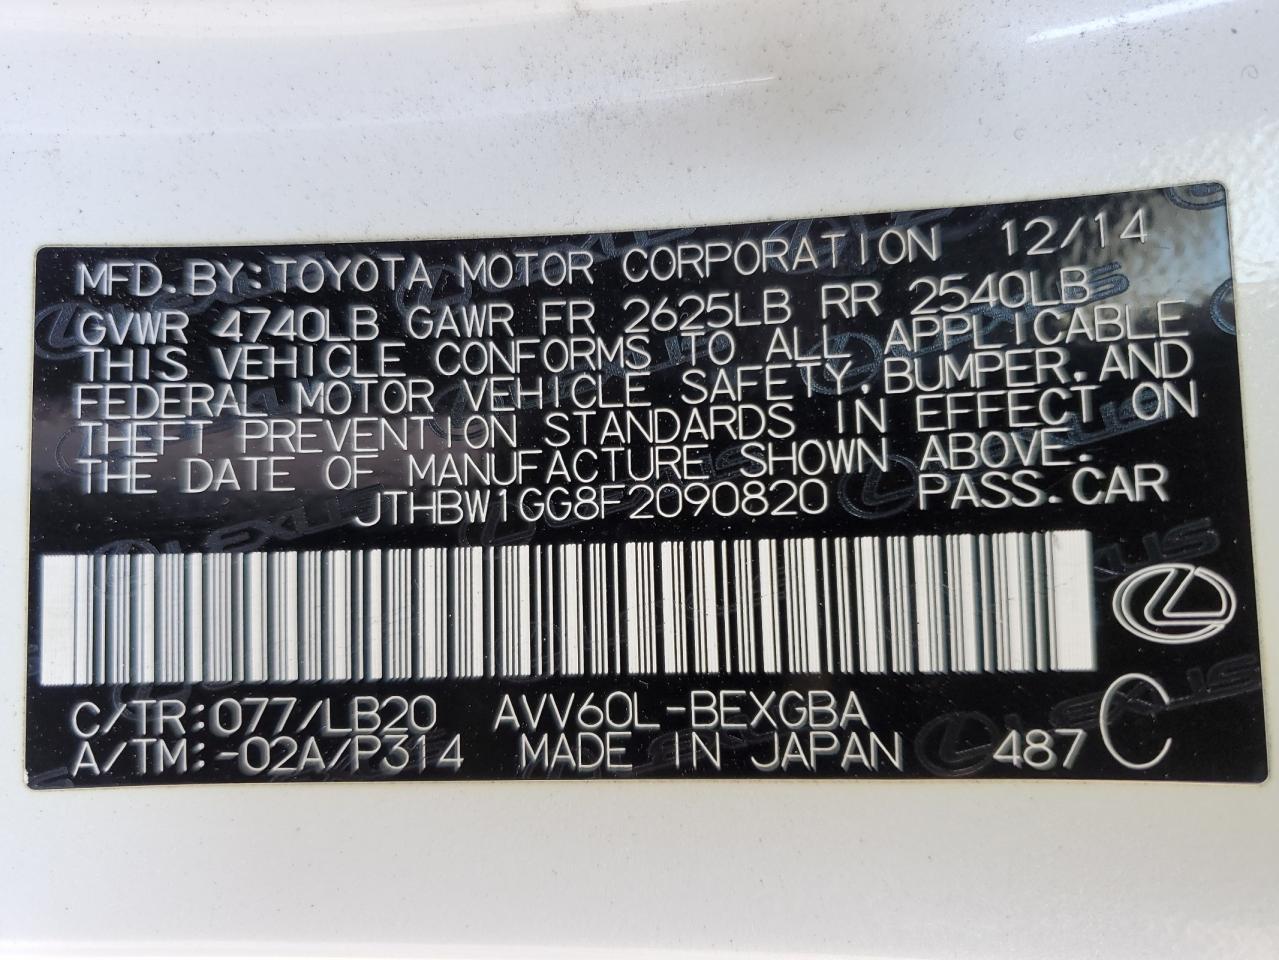 MFD. BY: TOYOTA MOTOR CORPORATION 12/14
GVWR 4740LB GAWR FR 2625LB RR 2540LB
THIS VEHICLE CONFORMS TO ALL APPLICABLE
FEDERAL MOTOR VEHICLE SAFETY, BUMPER, AND
THEFT PREVENTION STANDARDS IN EFFECT ON
THE DATE OF MANUFACTURE SHOWN ABOVE.
JTHBW1GG8F2090820 PASS. CAR
C/TR: 077/LB20 AVV60L-BEXGBA
A/TM: -02A/P314 MADE IN JAPAN 487 C